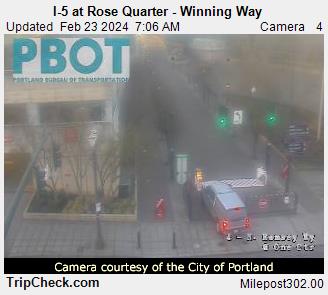 I-5 at Rose Quarter - Winning Way
Updated  Feb 23 2024  7:06 AM
Camera  4
PBOT
PORTLAND BUREAU OF TRANSPORTATION
Camera courtesy of the City of Portland
TripCheck.com
Milepost302.00